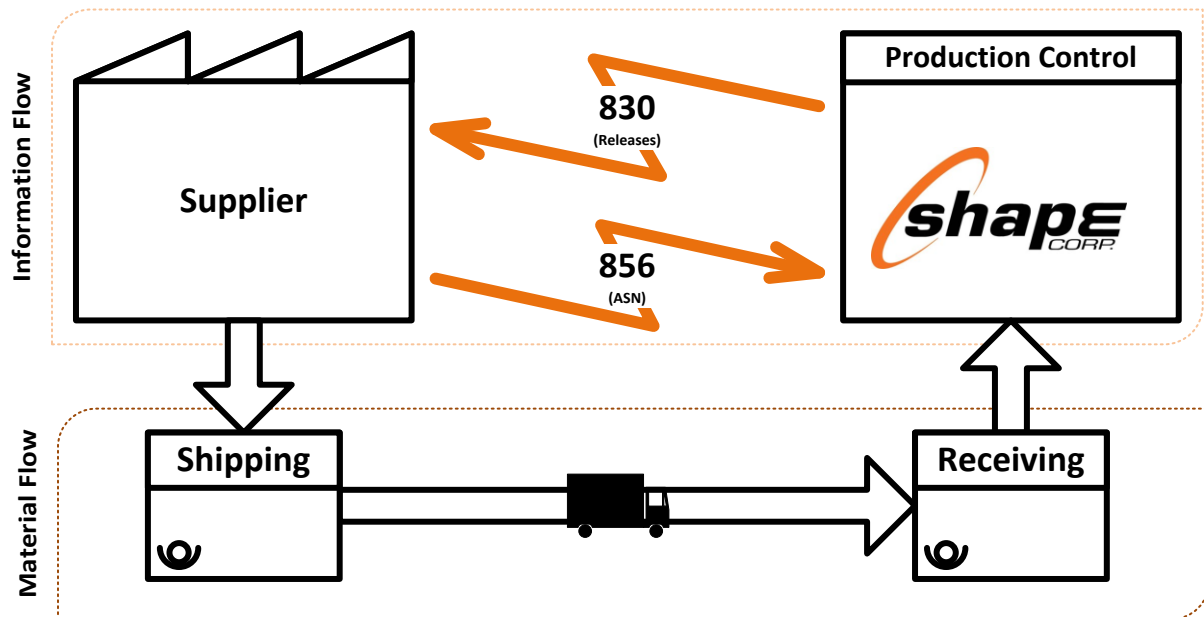 Information Flow
Supplier
830
(Releases)
856
(ASN)
Production Control
shape
CORP.
Material Flow
Shipping
Receiving